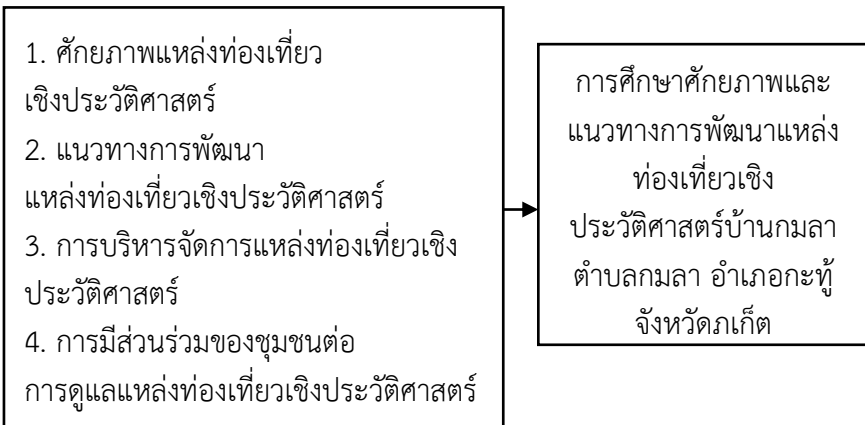 1. ศักยภาพแหล่งท่องเที่ยว
เชิงประวัติศาสตร์
2. แนวทางการพัฒนา
แหล่งท่องเที่ยวเชิงประวัติศาสตร์
3. การบริหารจัดการแหล่งท่องเที่ยวเชิง
ประวัติศาสตร์
4. การมีส่วนร่วมของชุมชนต่อ
การดูแลแหล่งท่องเที่ยวเชิงประวัติศาสตร์
การศึกษาศักยภาพและ
แนวทางการพัฒนาแหล่ง
ท่องเที่ยวเชิง
ประวัติศาสตร์บ้านกมลา
ตำบลกมลา อำเภอกะทู้
จังหวัดภเก็ต